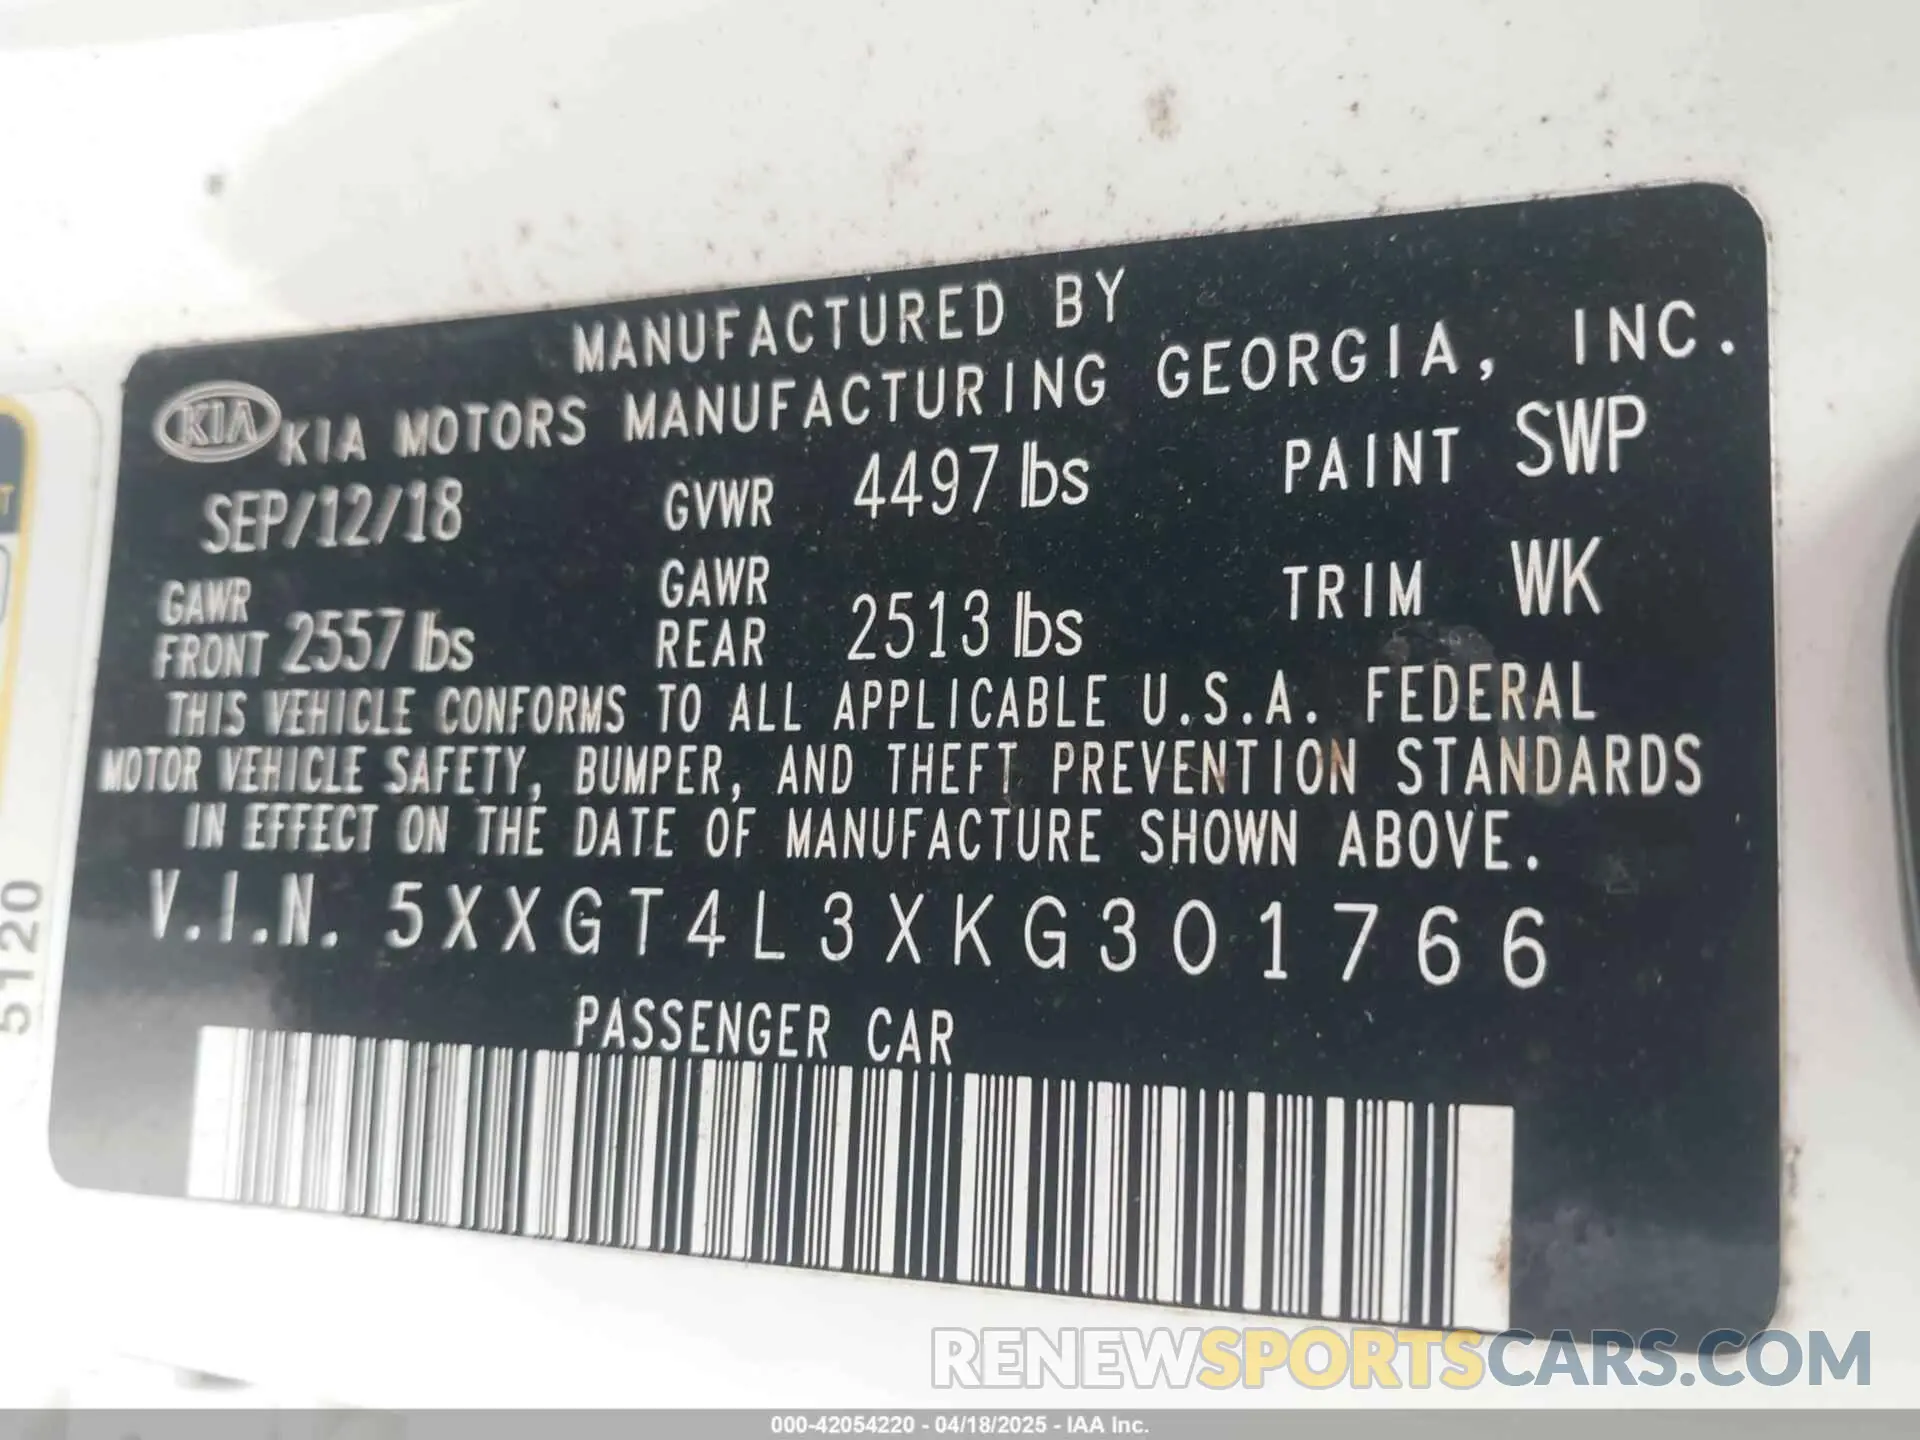 MANUFACTURED BY
KIA KIA MOTORS MANUFACTURING GEORGIA, INC.
SEP/12/18 GVWR 4497 lbs PAINT SWP
GAWR FRONT 2557 lbs GAWR REAR 2513 lbs TRIM WK
THIS VEHICLE CONFORMS TO ALL APPLICABLE U.S.A. FEDERAL
MOTOR VEHICLE SAFETY, BUMPER, AND THEFT PREVENTION STANDARDS
IN EFFECT ON THE DATE OF MANUFACTURE SHOWN ABOVE.
V.I.N. 5XXGT4L3XKG301766
PASSENGER CAR
5120
RENEWSPORTSCARS.COM
000-42054220 - 04/18/2025 - IAA Inc.